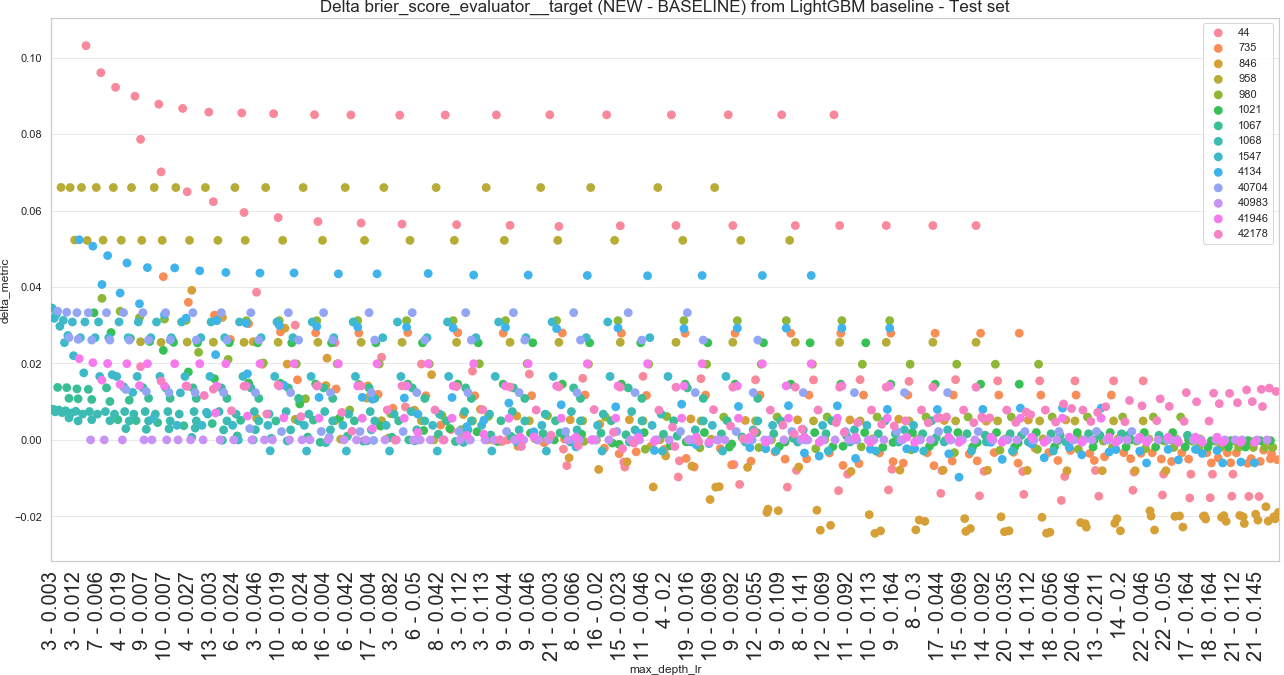 Delta brier_score_evaluator__target (NEW - BASELINE) from LightGBM baseline - Test set
delta_metric
0.10
0.08
0.06
0.04
0.02
0.00
−0.02
44
735
846
958
980
1021
1067
1068
1547
4134
40704
40983
41946
42178
3 - 0.003
3 - 0.012
7 - 0.006
4 - 0.019
9 - 0.007
10 - 0.007
4 - 0.027
13 - 0.003
6 - 0.024
3 - 0.046
10 - 0.019
8 - 0.024
16 - 0.004
6 - 0.042
17 - 0.004
3 - 0.082
6 - 0.05
8 - 0.042
3 - 0.112
3 - 0.113
9 - 0.044
9 - 0.046
21 - 0.003
8 - 0.066
16 - 0.02
15 - 0.023
11 - 0.046
4 - 0.2
19 - 0.016
10 - 0.069
9 - 0.092
12 - 0.055
9 - 0.109
8 - 0.141
12 - 0.069
11 - 0.092
10 - 0.113
9 - 0.164
8 - 0.3
17 - 0.044
15 - 0.069
14 - 0.092
20 - 0.035
14 - 0.112
18 - 0.056
20 - 0.046
13 - 0.211
14 - 0.2
22 - 0.046
22 - 0.05
17 - 0.164
18 - 0.164
21 - 0.112
21 - 0.145
max_depth_lr